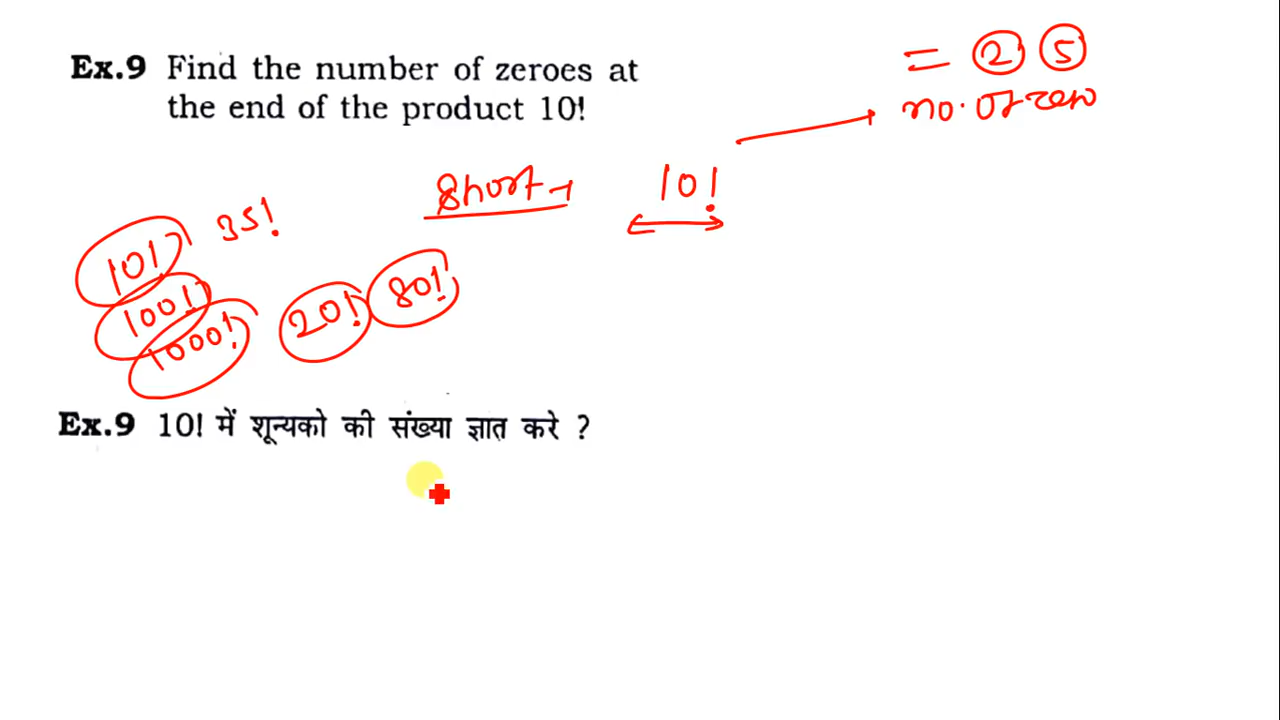 Ex.9 Find the number of zeroes at
the end of the product 10!
= 2 5
no. of zero
Short 10!
10! 35!
100!
1000! 20! 80!
Ex.9 10! में शून्यको की संख्या ज्ञात करे ?